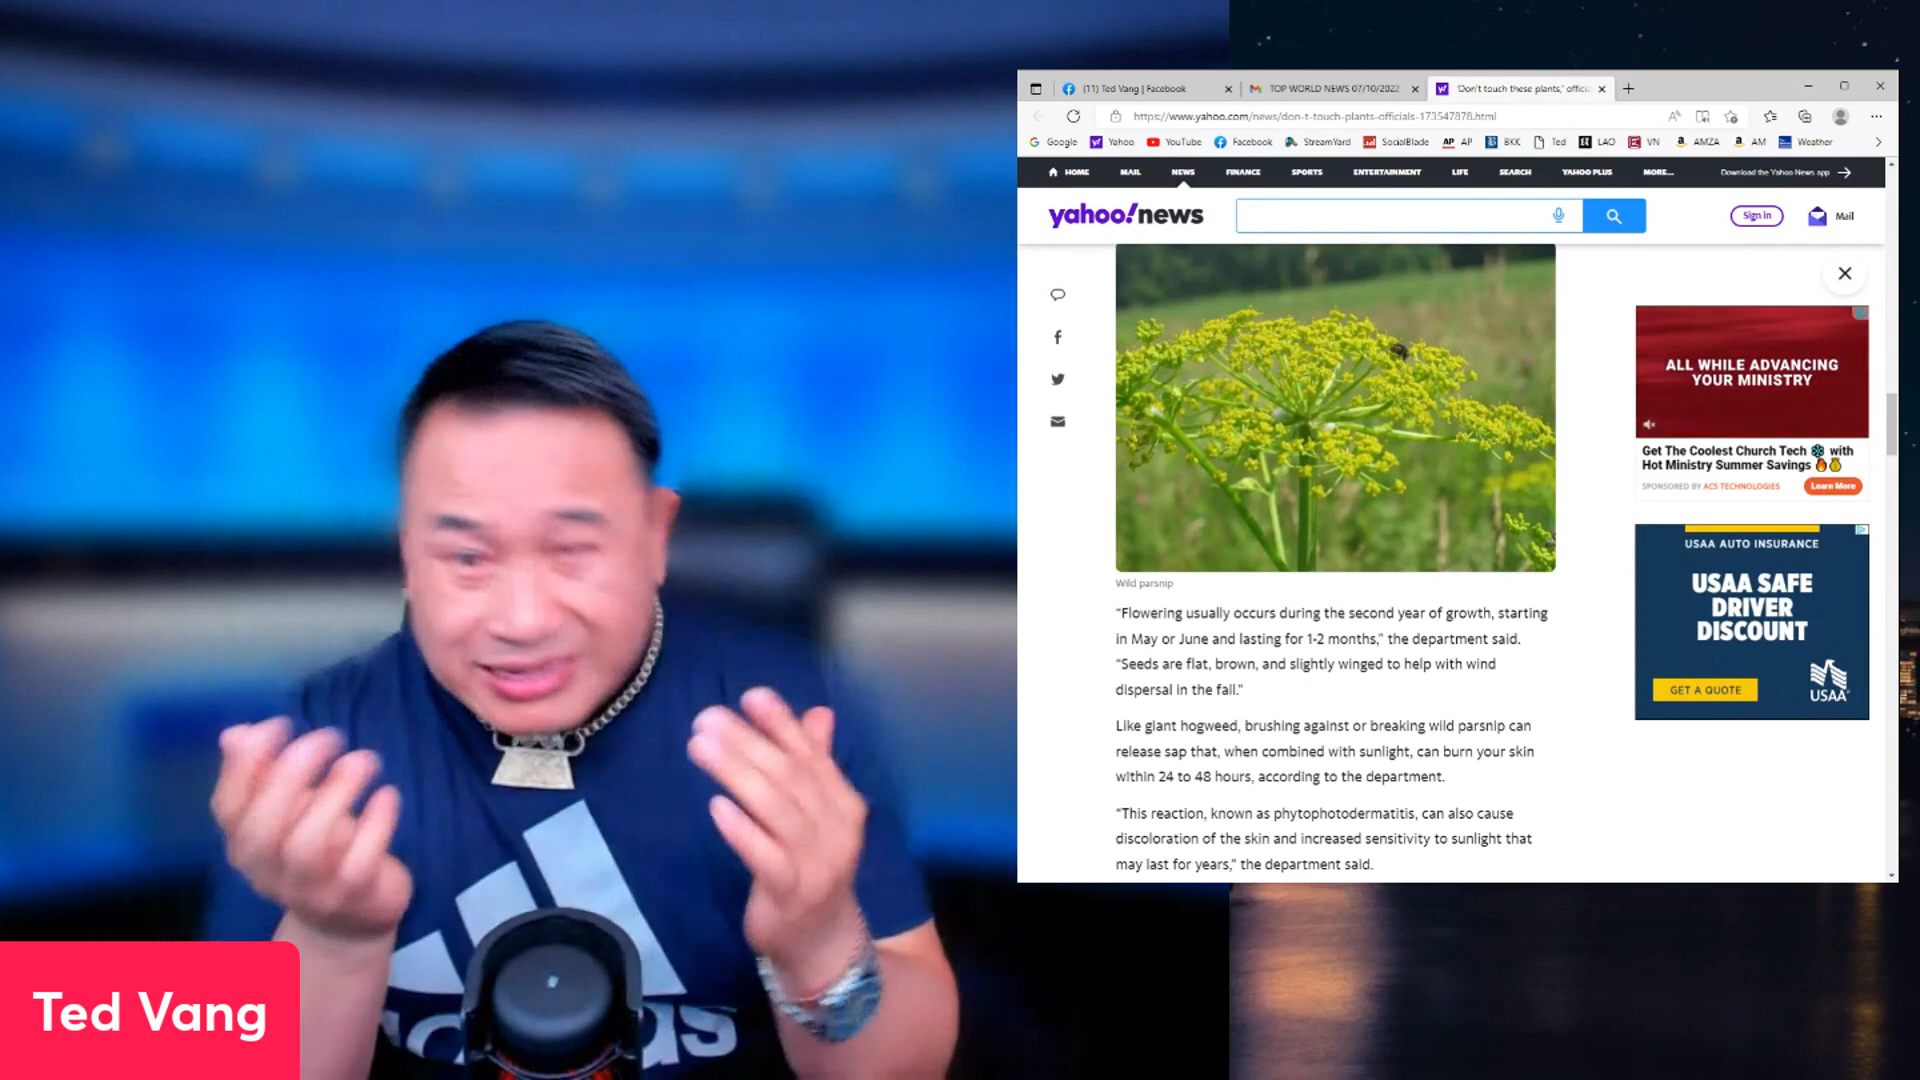 (11) Ted Vang | Facebook
TOP WORLD NEWS 07/10/2022
'Don't touch these plants,' offici
https://www.yahoo.com/news/don-t-touch-plants-officials-173547878.html
Google Yahoo YouTube Facebook StreamYard SocialBlade AP AP BKK Ted LAO VN AMZA AM Weather
HOME MAIL NEWS FINANCE SPORTS ENTERTAINMENT LIFE SEARCH YAHOO PLUS MORE... Download the Yahoo News app
yahoo!news
Sign in
Mail
ALL WHILE ADVANCING
YOUR MINISTRY
Get The Coolest Church Tech with
Hot Ministry Summer Savings
SPONSORED BY ACS TECHNOLOGIES
Learn More
USAA AUTO INSURANCE
USAA SAFE
DRIVER
DISCOUNT
GET A QUOTE
USAA
Wild parsnip
“Flowering usually occurs during the second year of growth, starting
in May or June and lasting for 1-2 months,” the department said.
“Seeds are flat, brown, and slightly winged to help with wind
dispersal in the fall.”
Like giant hogweed, brushing against or breaking wild parsnip can
release sap that, when combined with sunlight, can burn your skin
within 24 to 48 hours, according to the department.
“This reaction, known as phytophotodermatitis, can also cause
discoloration of the skin and increased sensitivity to sunlight that
may last for years,” the department said.
Ted Vang